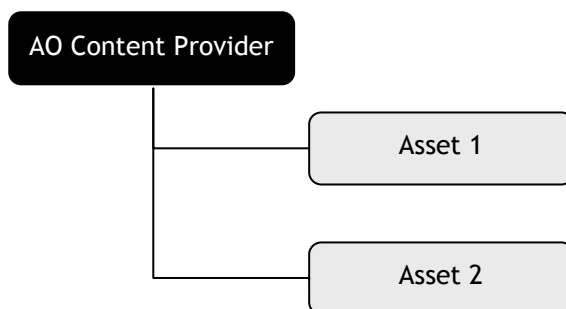 AO Content Provider
Asset 1
Asset 2